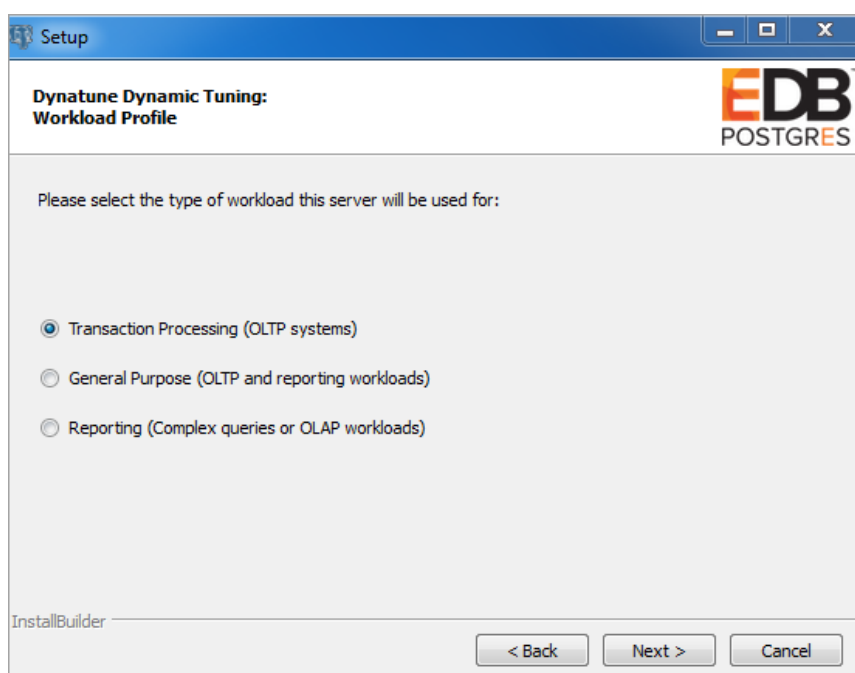 Setup
Dynatune Dynamic Tuning:
Workload Profile
EDB
POSTGRES
Please select the type of workload this server will be used for:
Transaction Processing (OLTP systems)
General Purpose (OLTP and reporting workloads)
Reporting (Complex queries or OLAP workloads)
InstallBuilder
< Back
Next >
Cancel